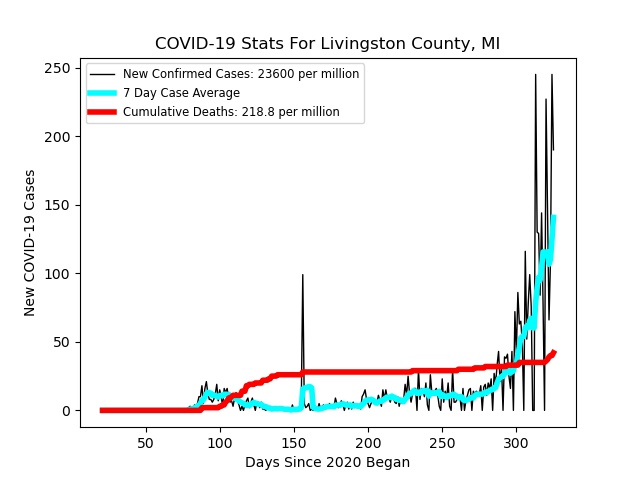 COVID-19 Stats For Livingston County, MI
New Confirmed Cases: 23600 per million
7 Day Case Average
Cumulative Deaths: 218.8 per million
New COVID-19 Cases
250
200
150
100
50
0
50 100 150 200 250 300
Days Since 2020 Began